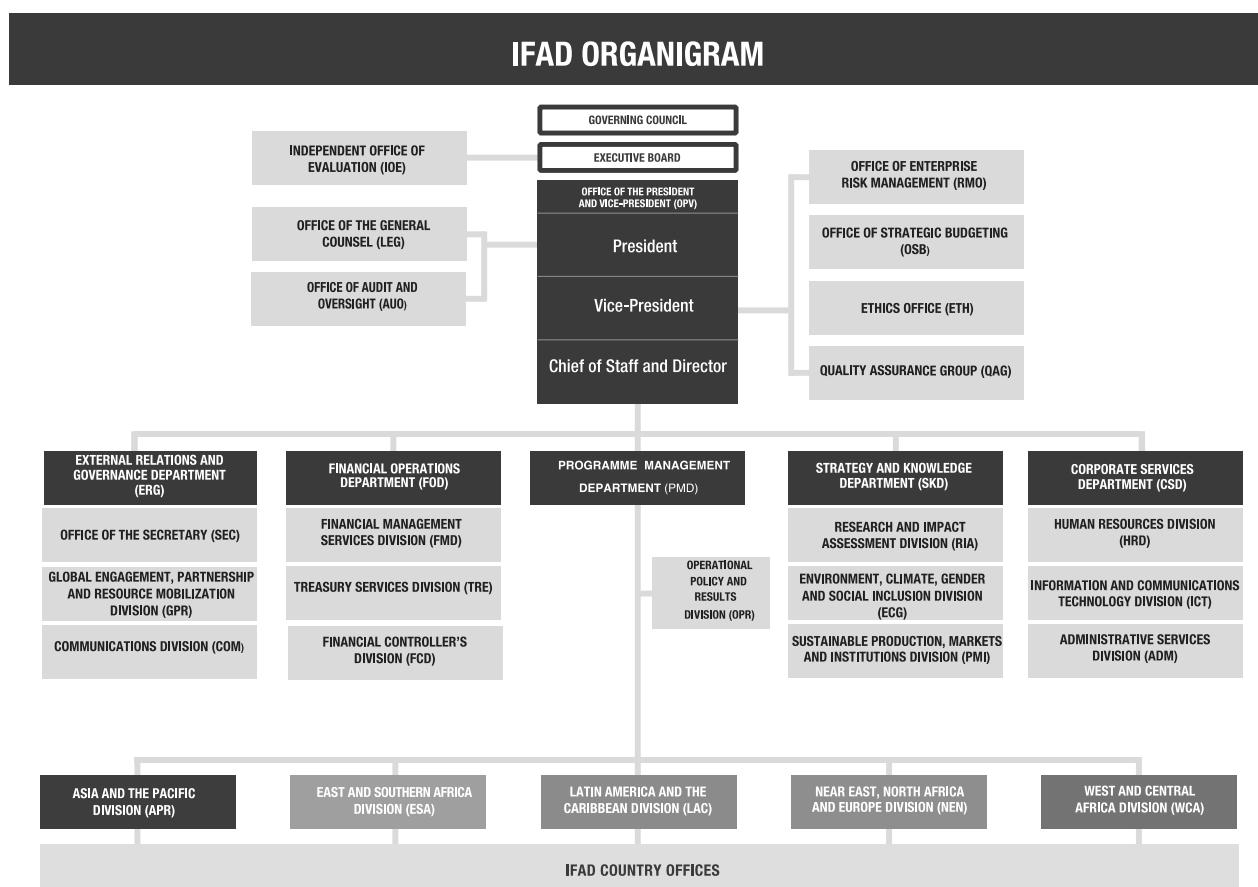 IFAD ORGANIGRAM
GOVERNING COUNCIL
INDEPENDENT OFFICE OF
EVALUATION (IOE)
EXECUTIVE BOARD
OFFICE OF ENTERPRISE
RISK MANAGEMENT (RMO)
OFFICE OF THE PRESIDENT
AND VICE-PRESIDENT (OPV)
OFFICE OF THE GENERAL
COUNSEL (LEG)
President
OFFICE OF STRATEGIC BUDGETING
(OSB)
OFFICE OF AUDIT AND
OVERSIGHT (AUO)
Vice-President
ETHICS OFFICE (ETH)
Chief of Staff and Director
QUALITY ASSURANCE GROUP (QAG)
EXTERNAL RELATIONS AND
GOVERNANCE DEPARTMENT
(ERG)
OFFICE OF THE SECRETARY (SEC)
GLOBAL ENGAGEMENT, PARTNERSHIP
AND RESOURCE MOBILIZATION
DIVISION (GPR)
COMMUNICATIONS DIVISION (COM)
FINANCIAL OPERATIONS
DEPARTMENT (FOD)
FINANCIAL MANAGEMENT
SERVICES DIVISION (FMD)
TREASURY SERVICES DIVISION (TRE)
FINANCIAL CONTROLLER'S
DIVISION (FCD)
PROGRAMME MANAGEMENT
DEPARTMENT (PMD)
OPERATIONAL
POLICY AND
RESULTS
DIVISION (OPR)
STRATEGY AND KNOWLEDGE
DEPARTMENT (SKD)
RESEARCH AND IMPACT
ASSESSMENT DIVISION (RIA)
ENVIRONMENT, CLIMATE, GENDER
AND SOCIAL INCLUSION DIVISION
(ECG)
SUSTAINABLE PRODUCTION, MARKETS
AND INSTITUTIONS DIVISION (PMI)
CORPORATE SERVICES
DEPARTMENT (CSD)
HUMAN RESOURCES DIVISION
(HRD)
INFORMATION AND COMMUNICATIONS
TECHNOLOGY DIVISION (ICT)
ADMINISTRATIVE SERVICES
DIVISION (ADM)
ASIA AND THE PACIFIC
DIVISION (APR)
EAST AND SOUTHERN AFRICA
DIVISION (ESA)
LATIN AMERICA AND THE
CARIBBEAN DIVISION (LAC)
NEAR EAST, NORTH AFRICA
AND EUROPE DIVISION (NEN)
WEST AND CENTRAL
AFRICA DIVISION (WCA)
IFAD COUNTRY OFFICES